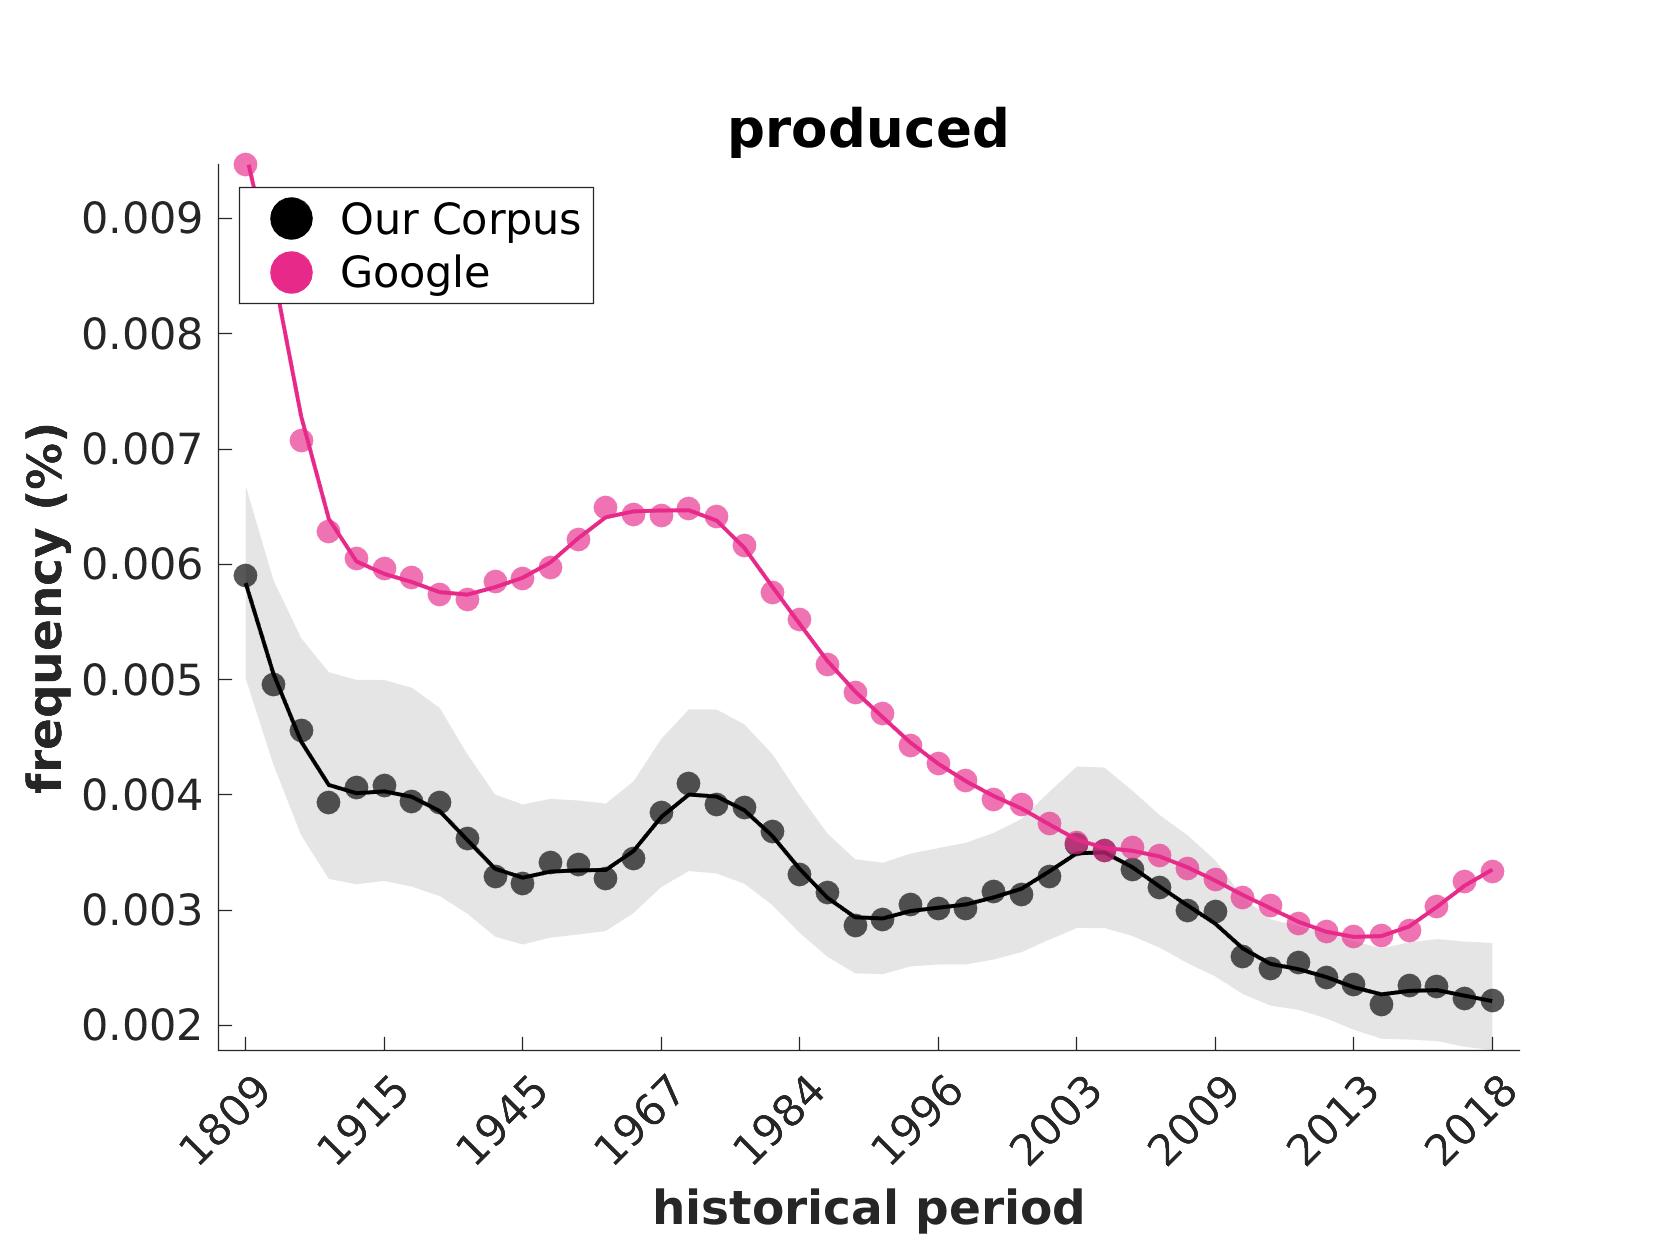 produced
Our Corpus
Google
0.009
0.008
0.007
0.006
0.005
0.004
0.003
0.002
frequency (%)
1809 1915 1945 1967 1984 1996 2003 2009 2013 2018
historical period